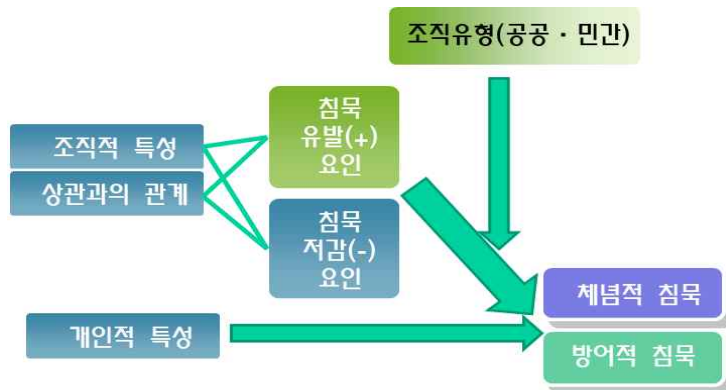 조직유형(공공 · 민간)
침묵
유발(+)
요인
조직적 특성
상관과의 관계
침묵
저감(-)
요인
체념적 침묵
개인적 특성
방어적 침묵